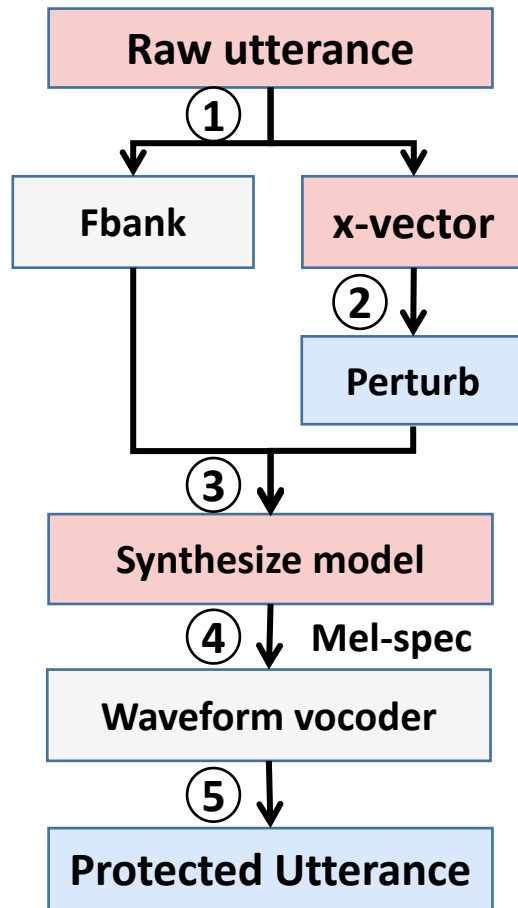 Raw utterance
①
Fbank
x-vector
②
Perturb
③
Synthesize model
④
Mel-spec
Waveform vocoder
⑤
Protected Utterance